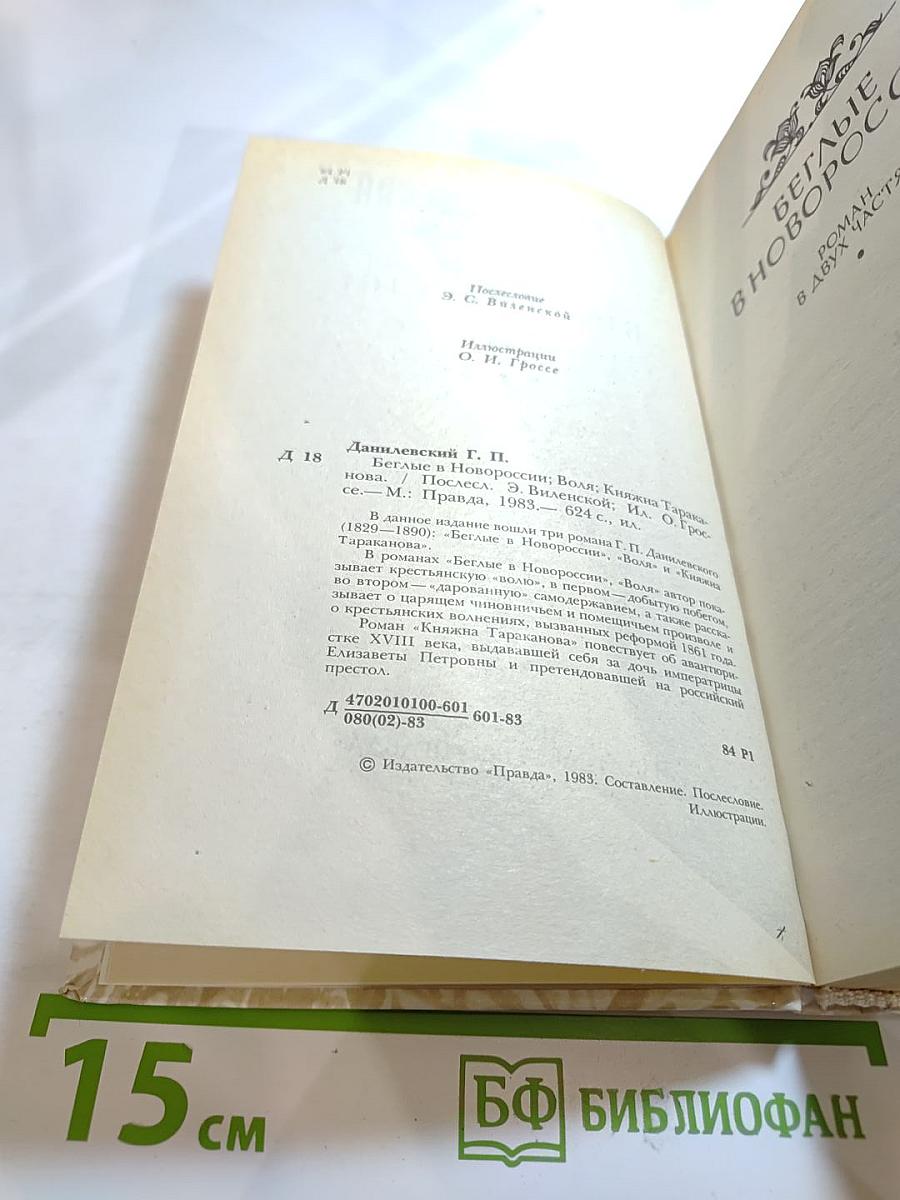 Послесловие
Э. С. Виленской
Иллюстрации
О. И. Гроссе
Данилевский Г. П.
Д 18
Беглые в Новороссии; Воля; Княжна Тарака-
нова. / Послесл. Э. Виленской; Ил. О. Грос-
се.— М.: Правда, 1983.— 624 с., ил.
В данное издание вошли три романа Г. П. Данилевского
(1829—1890): «Беглые в Новороссии», «Воля» и «Княжна
Тараканова».
В романах «Беглые в Новороссии», «Воля» автор пока-
зывает крестьянскую «волю», в первом — добытую побегом,
во втором — «дарованную» самодержавием, а также расска-
зывает о царящем чиновничьем и помещичьем произволе и
о крестьянских волнениях, вызванных реформой 1861 года.
Роман «Княжна Тараканова» повествует об авантюри-
стке XVIII века, выдававшей себя за дочь императрицы
Елизаветы Петровны и претендовавшей на российский
престол.
Д 4702010100-601
080(02)-83
601-83
84 Р1
© Издательство «Правда», 1983. Составление. Послесловие.
Иллюстрации.
БЕГЛЫЕ
В НОВОРОСС
РОМАН
В ДВУХ ЧАСТЯ
15 см
БФ БИБЛИОФАН